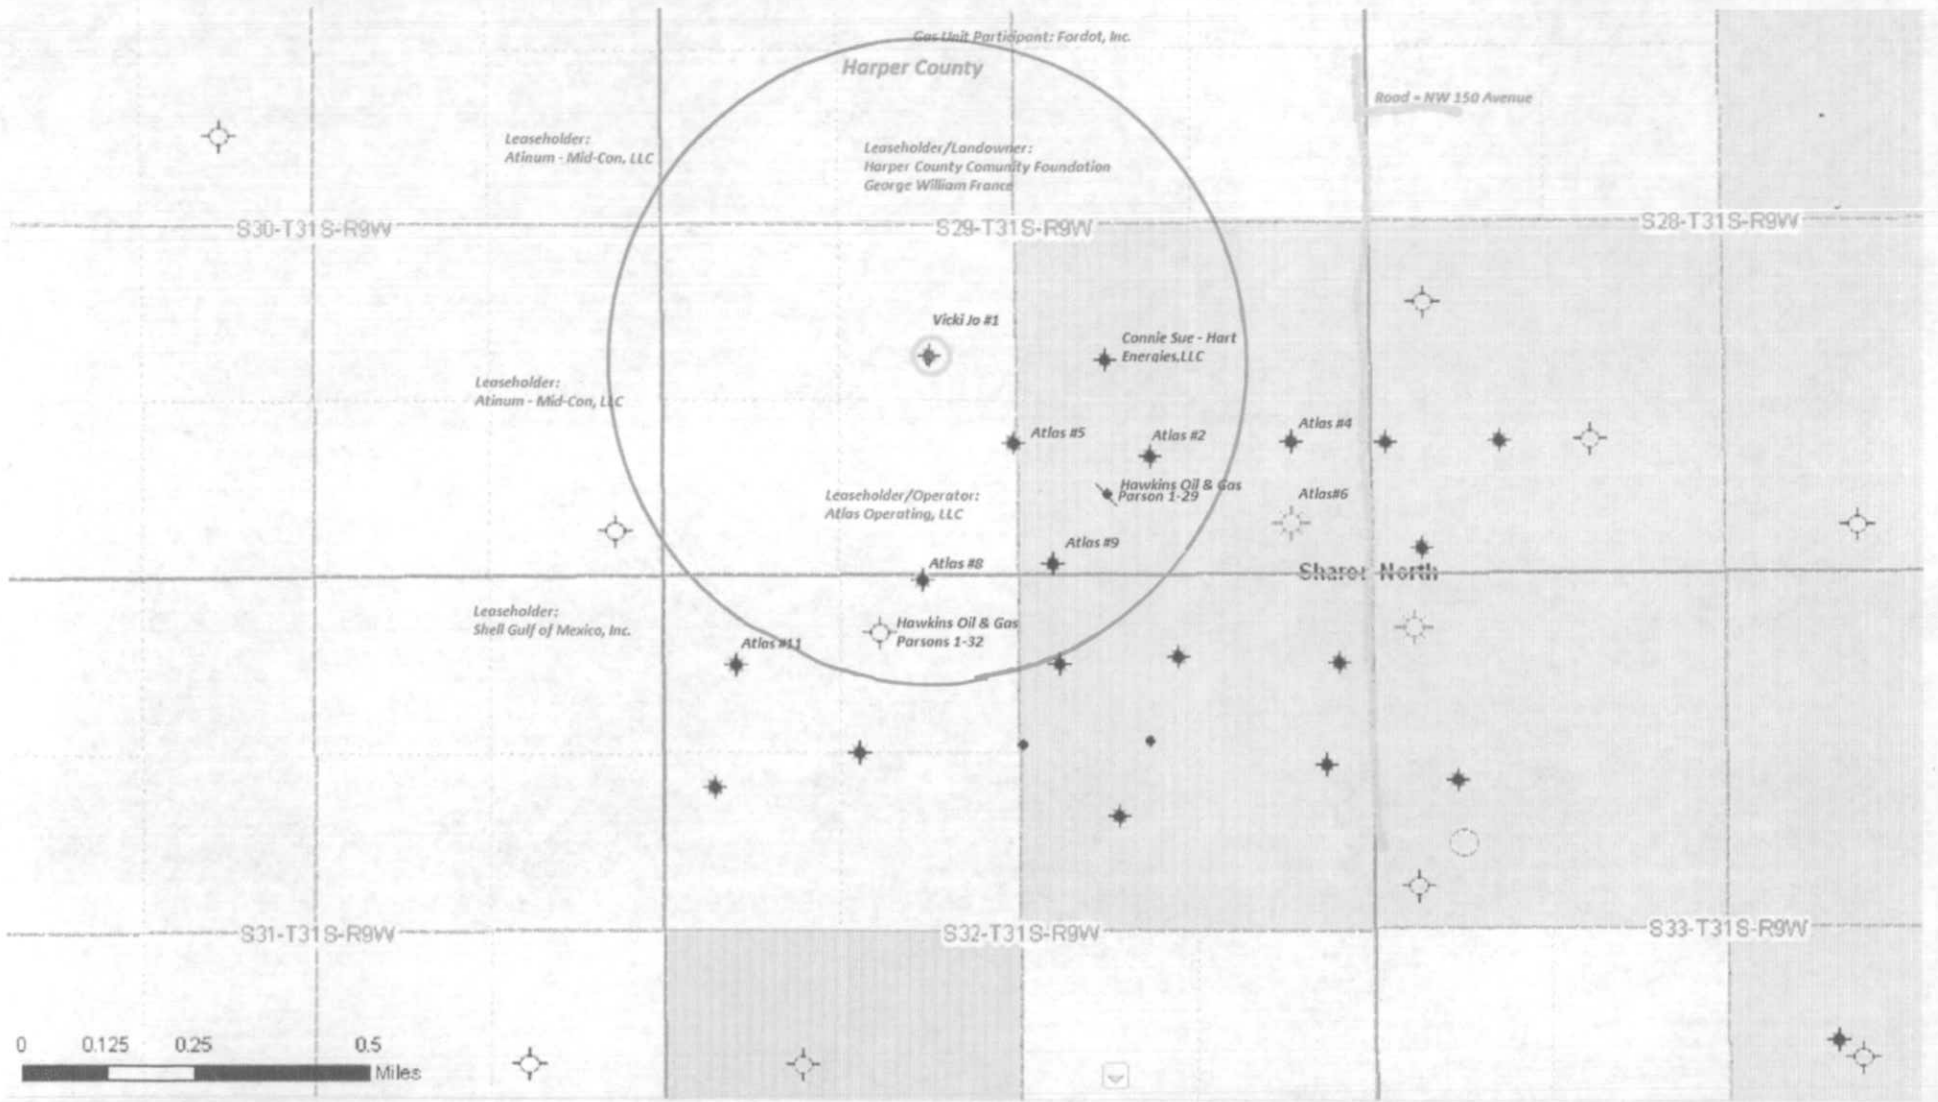 Gas Unit Participant: Fordot, Inc.
Harper County
Road = NW 150 Avenue
Leaseholder:
Atinum - Mid-Con, LLC
Leaseholder/Landowner:
Harper County Comunity Foundation
George William France
S30-T31S-R9W
S29-T31S-R9W
S28-T31S-R9W
Vicki Jo #1
Connie Sue - Hart
Energies,LLC
Leaseholder:
Atinum - Mid-Con, LLC
Atlas #5
Atlas #2
Atlas #4
Hawkins Oil & Gas
Parson 1-29
Atlas#6
Leaseholder/Operator:
Atlas Operating, LLC
Atlas #9
Atlas #8
North
Leaseholder:
Shell Gulf of Mexico, Inc.
Hawkins Oil & Gas
Parsons 1-32
Atlas #11
S31-T31S-R9W
S32-T31S-R9W
S33-T31S-R9W
0 0.125 0.25 0.5
Miles